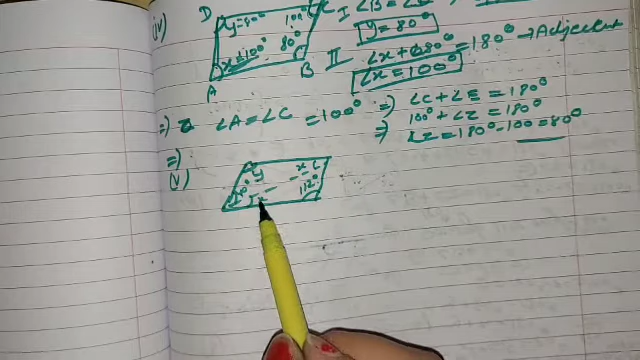 (iv) D y=80° 100° C I ∠B = ∠D
y = 80°
x=100° 80° B II ∠x + 80° = 180° → Adjacent
A ∠x = 100°
=> ∠A = ∠C = 100° => ∠C + ∠Z = 180°
=> 100° + ∠Z = 180°
∠Z = 180° - 100 = 80°
=>
(v) y x
112°